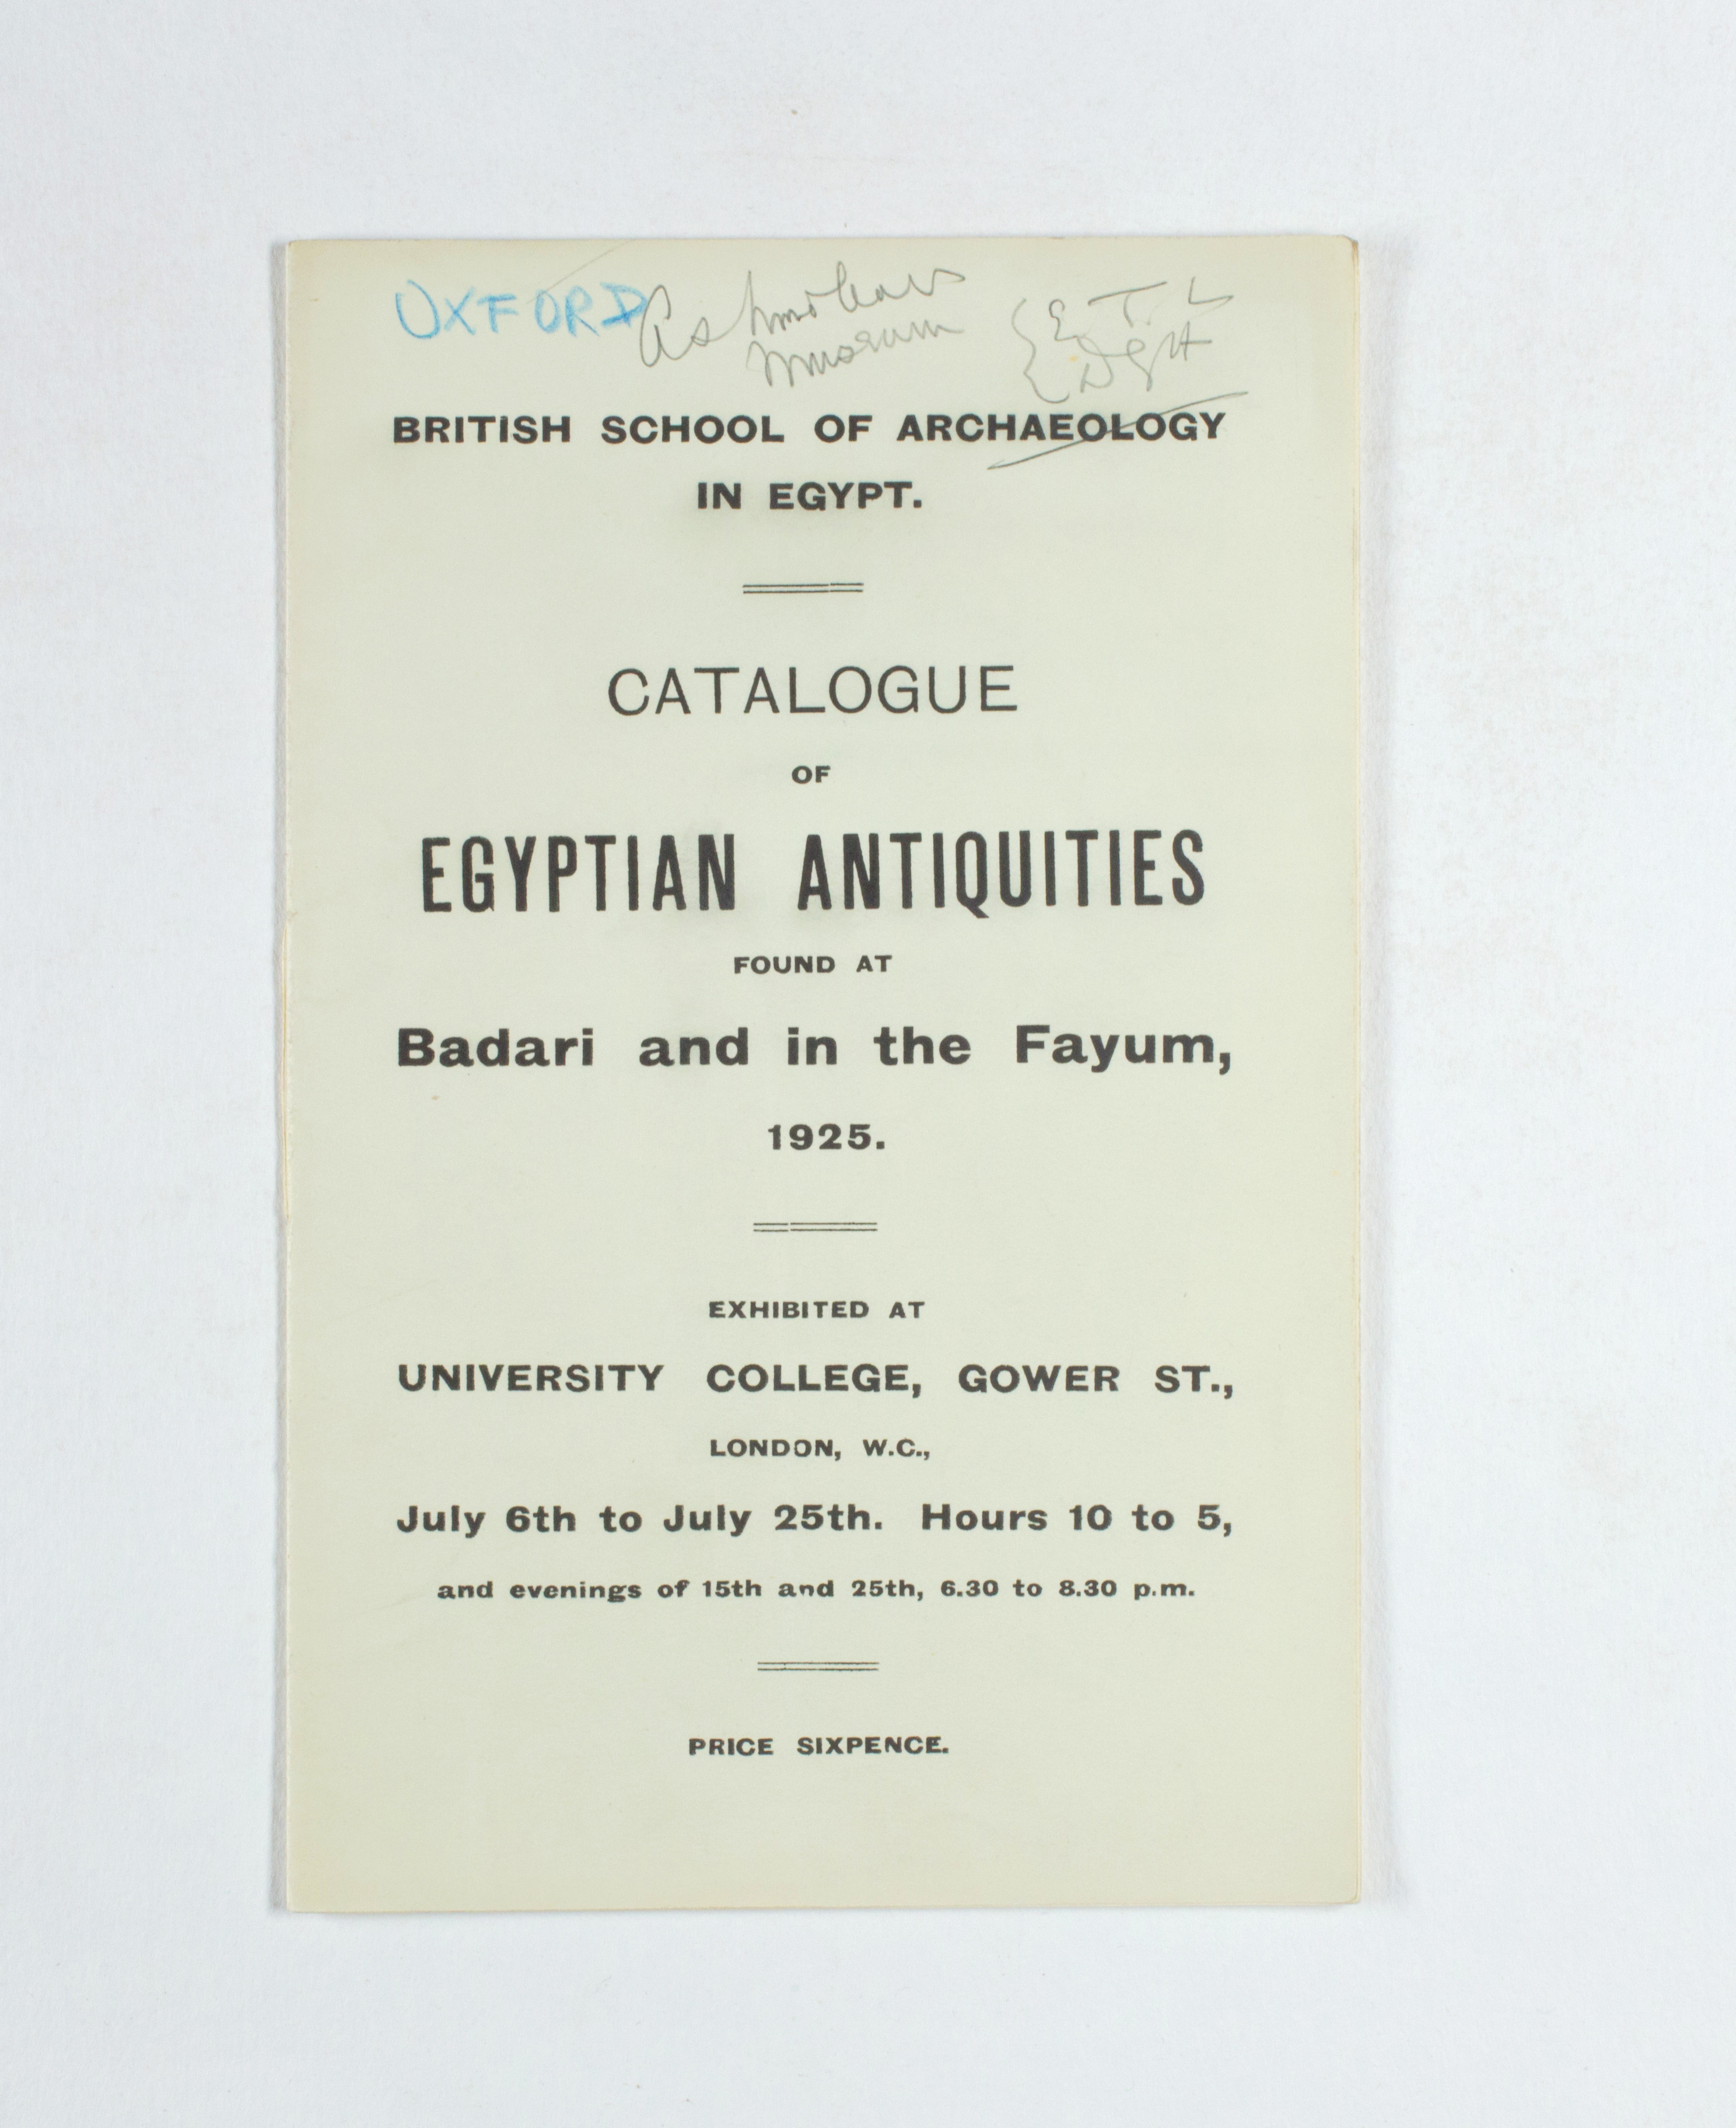 OXFORD Ashmolean { E. T. L
Museum { DGH
BRITISH SCHOOL OF ARCHAEOLOGY
IN EGYPT.
CATALOGUE
OF
EGYPTIAN ANTIQUITIES
FOUND AT
Badari and in the Fayum,
1925.
EXHIBITED AT
UNIVERSITY COLLEGE, GOWER ST.,
LONDON, W.C.,
July 6th to July 25th. Hours 10 to 5,
and evenings of 15th and 25th, 6.30 to 8.30 p.m.
PRICE SIXPENCE.